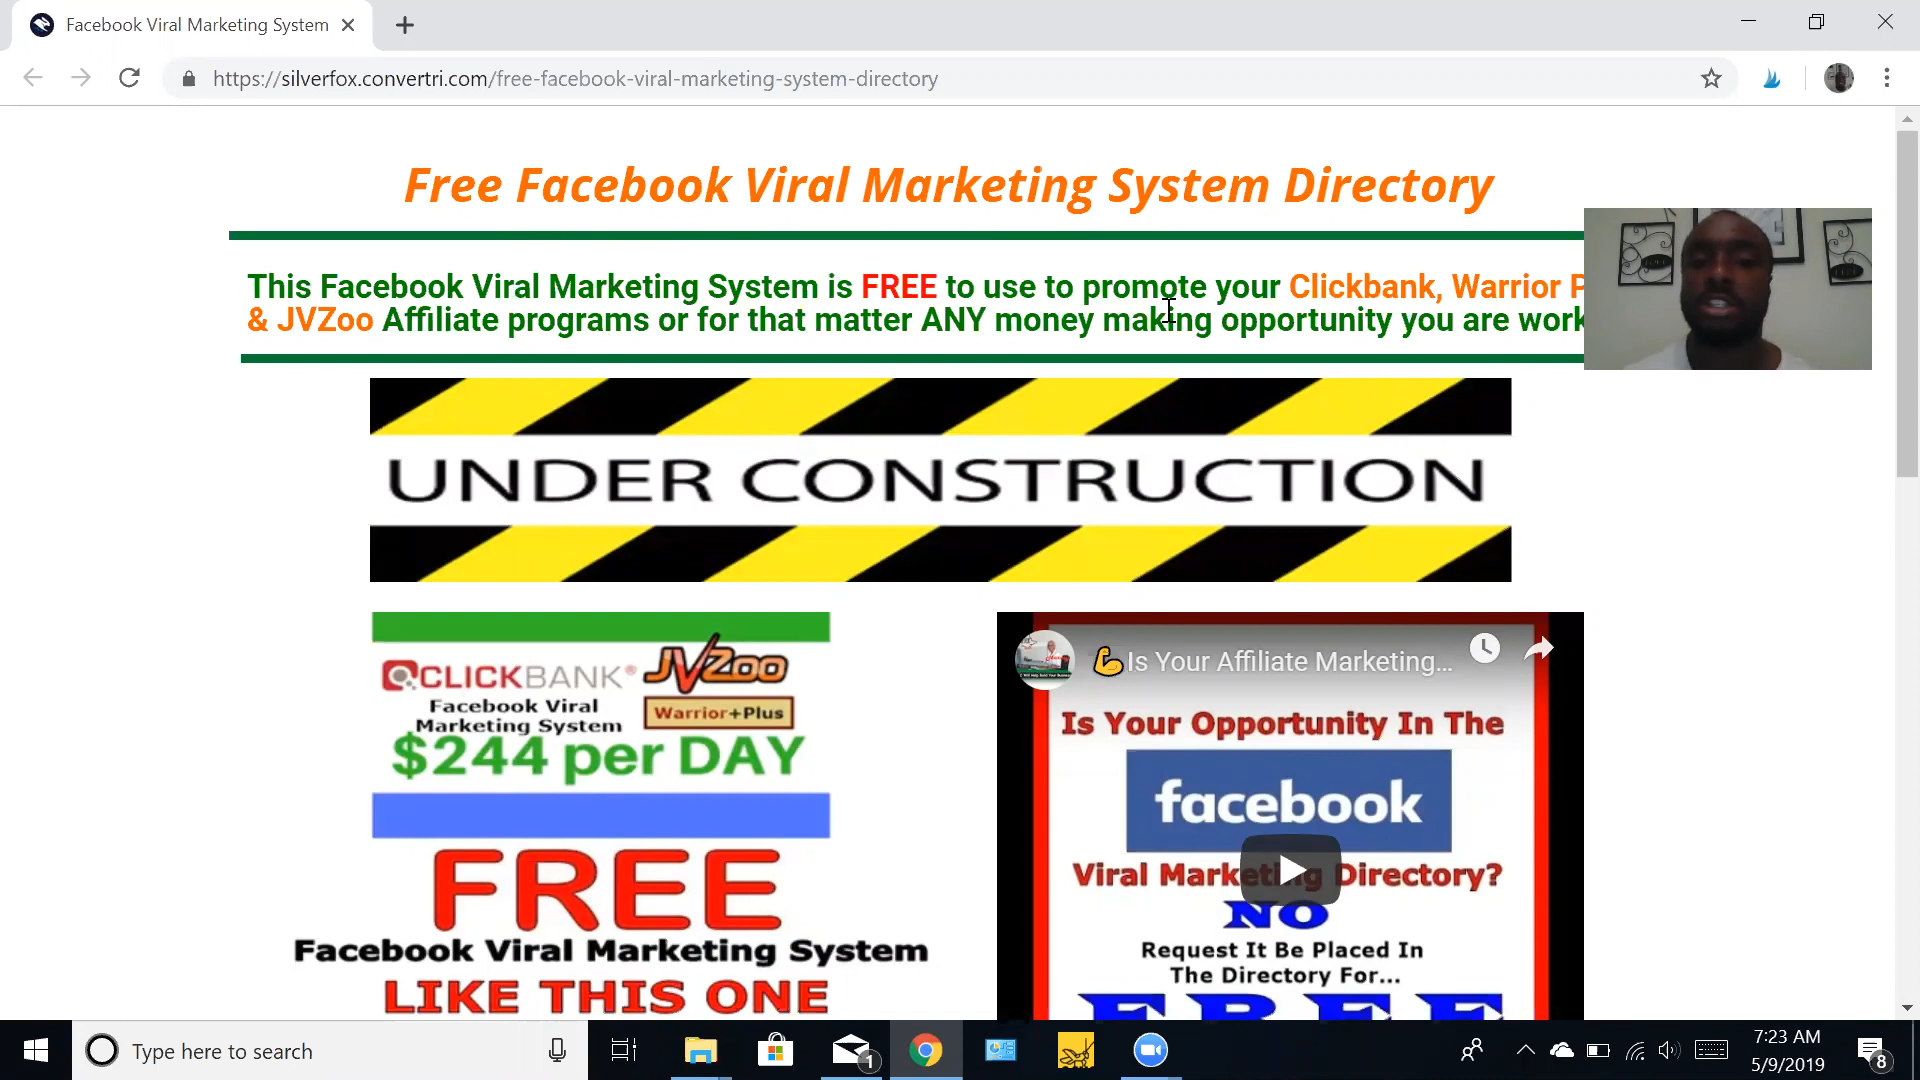 Facebook Viral Marketing System
https://silverfox.convertri.com/free-facebook-viral-marketing-system-directory
Free Facebook Viral Marketing System Directory
This Facebook Viral Marketing System is FREE to use to promote your Clickbank, Warrior P
& JVZoo Affiliate programs or for that matter ANY money making opportunity you are work
UNDER CONSTRUCTION
CLICKBANK® JVZoo
Facebook Viral
Marketing System
Warrior+Plus
$244 per DAY
FREE
Facebook Viral Marketing System
LIKE THIS ONE
💪Is Your Affiliate Marketing...
Is Your Opportunity In The
facebook
Viral Marketing Directory?
NO
Request It Be Placed In
The Directory For...
FREE
Type here to search
1
7:23 AM
5/9/2019
8